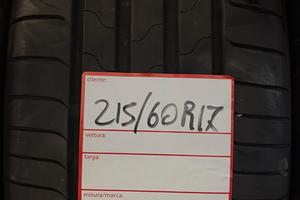 cliente:
215/60R17
vettura:
targa:
misura/marca: